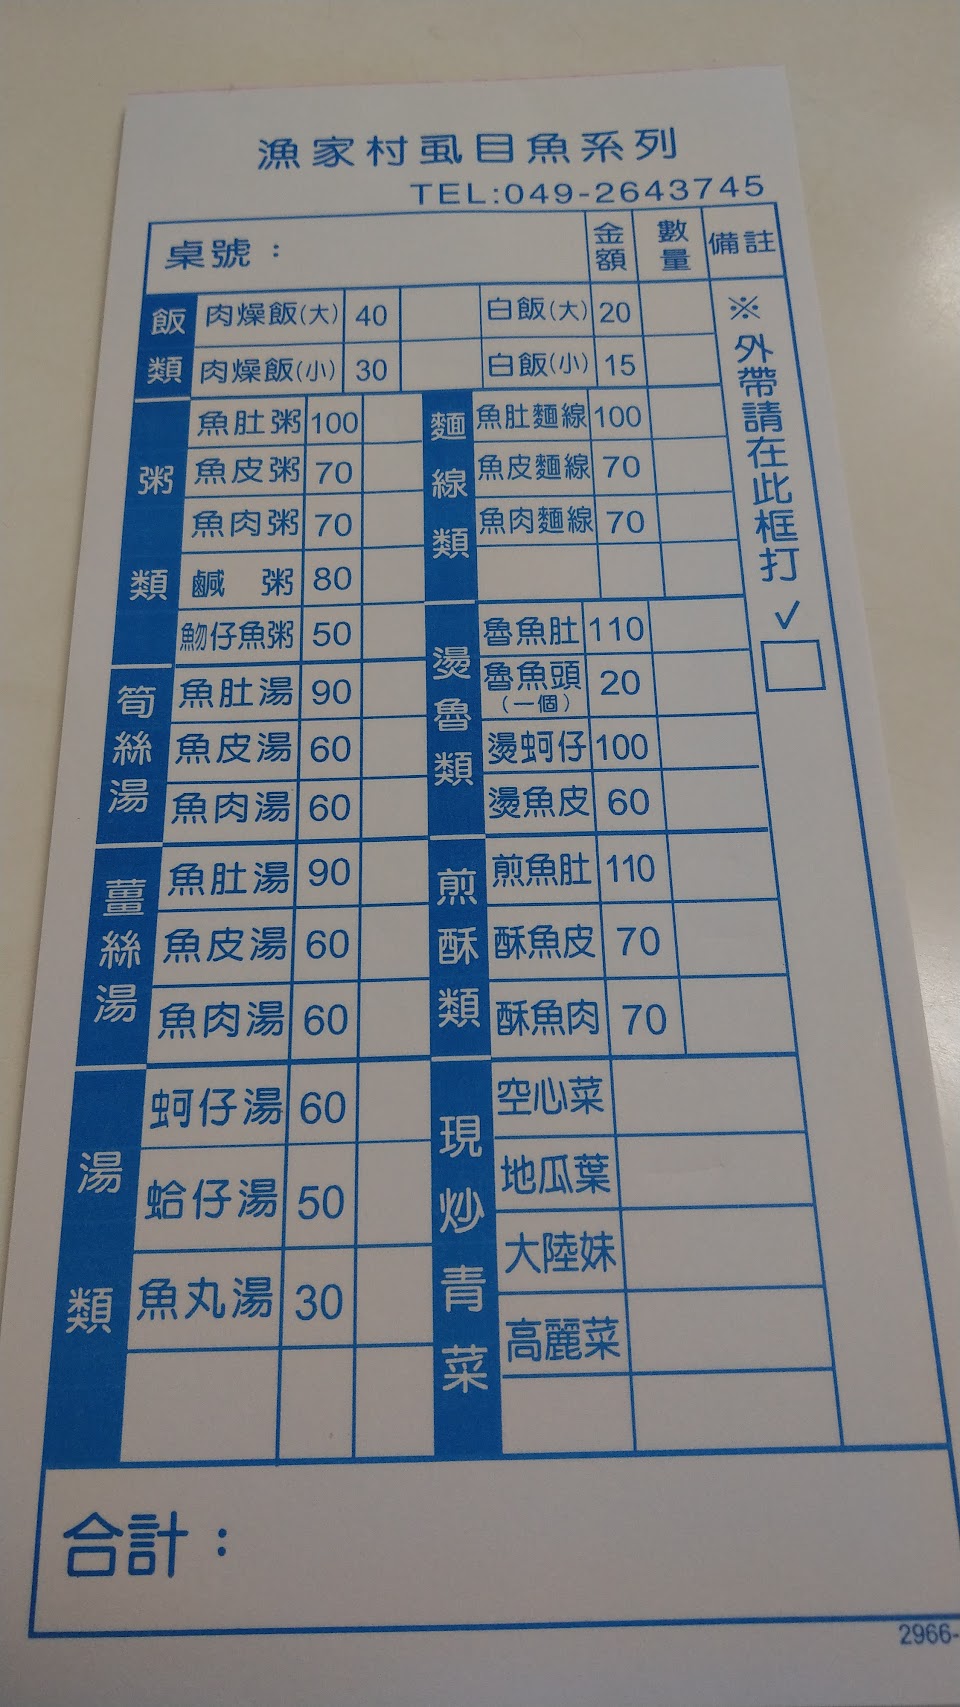 漁家村虱目魚系列
TEL:049-2643745
桌號：
金額 數量 備註
飯類
肉燥飯(大) 40 白飯(大) 20
肉燥飯(小) 30 白飯(小) 15
粥類
魚肚粥 100
魚皮粥 70
魚肉粥 70
鹹 粥 80
魩仔魚粥 50
筍絲湯
魚肚湯 90
魚皮湯 60
魚肉湯 60
薑絲湯
魚肚湯 90
魚皮湯 60
魚肉湯 60
湯類
蚵仔湯 60
蛤仔湯 50
魚丸湯 30
麵線類
魚肚麵線 100
魚皮麵線 70
魚肉麵線 70
燙魯類
魯魚肚 110
魯魚頭 20
(一個)
燙蚵仔 100
燙魚皮 60
煎酥類
煎魚肚 110
酥魚皮 70
酥魚肉 70
現炒青菜
空心菜
地瓜葉
大陸妹
高麗菜
※外帶請在此框打✓
合計：
2966-